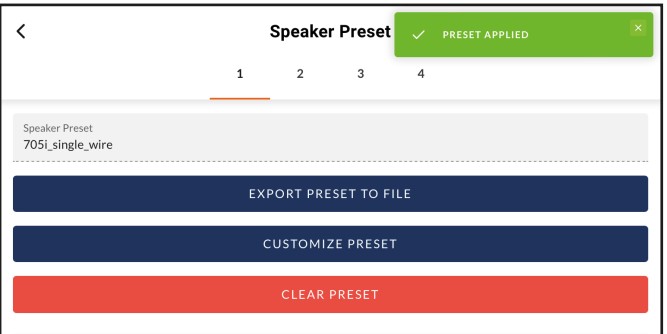 Speaker Preset
PRESET APPLIED
1 2 3 4
Speaker Preset
705i_single_wire
EXPORT PRESET TO FILE
CUSTOMIZE PRESET
CLEAR PRESET